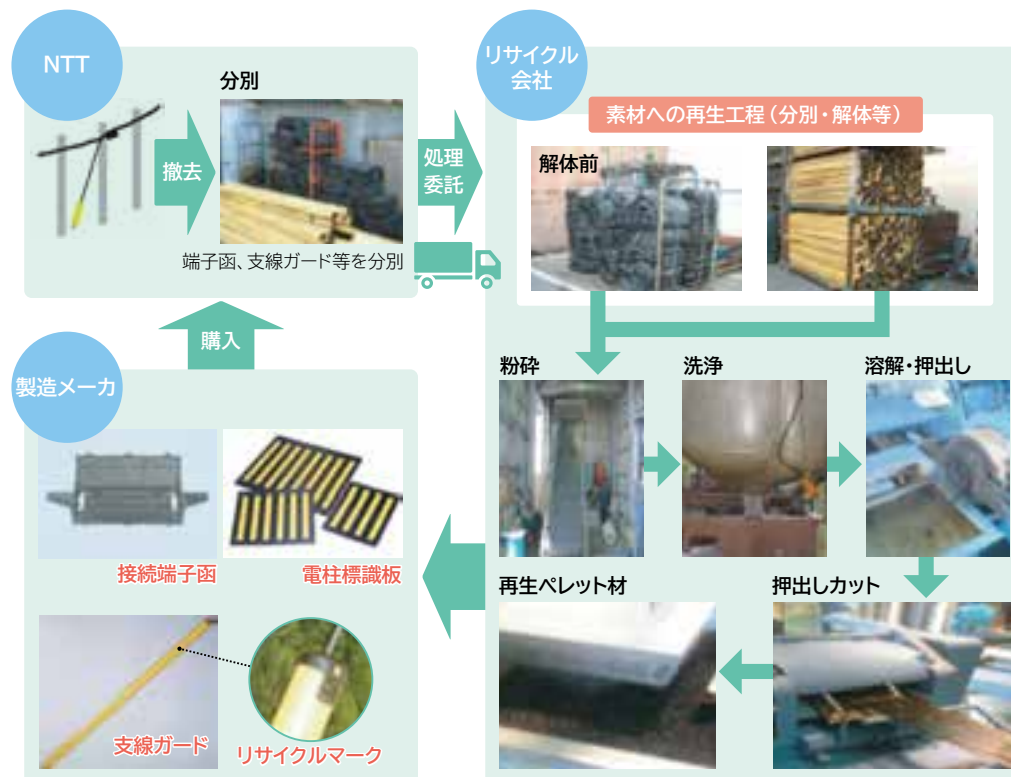 NTT
分別
撤去
端子函、支線ガード等を分別
処理
委託
リサイクル
会社
素材への再生工程（分別・解体等）
解体前
粉砕
洗浄
溶解・押出し
再生ペレット材
押出しカット
購入
製造メーカ
接続端子函
電柱標識板
支線ガード
リサイクルマーク